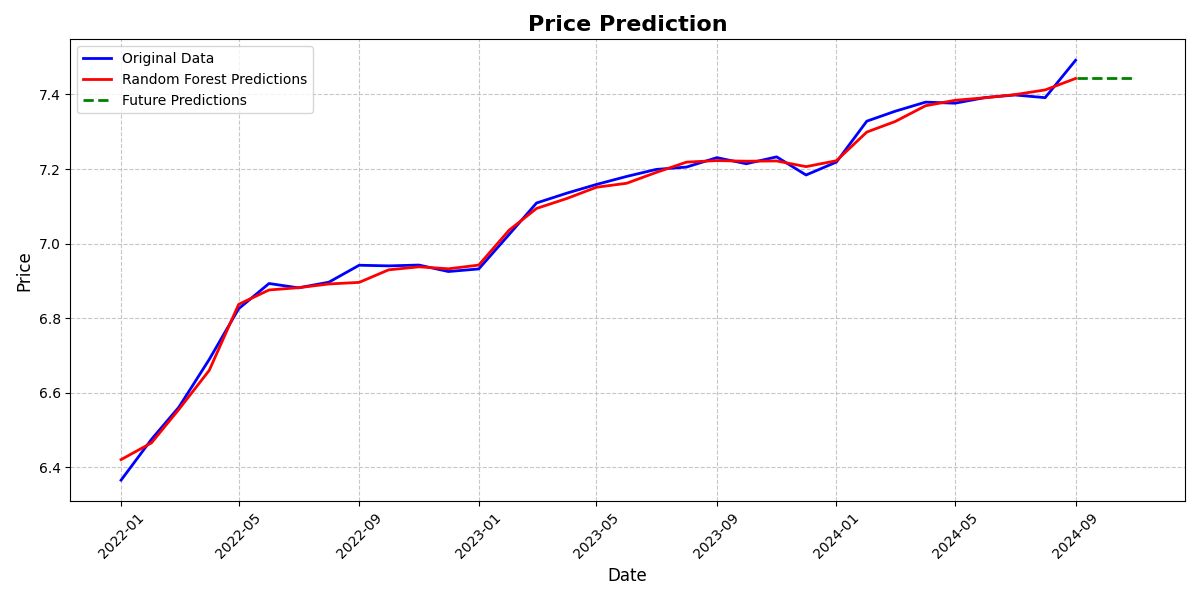 Price Prediction
Original Data
Random Forest Predictions
Future Predictions
Price
7.4
7.2
7.0
6.8
6.6
6.4
2022-01
2022-05
2022-09
2023-01
2023-05
2023-09
2024-01
2024-05
2024-09
Date